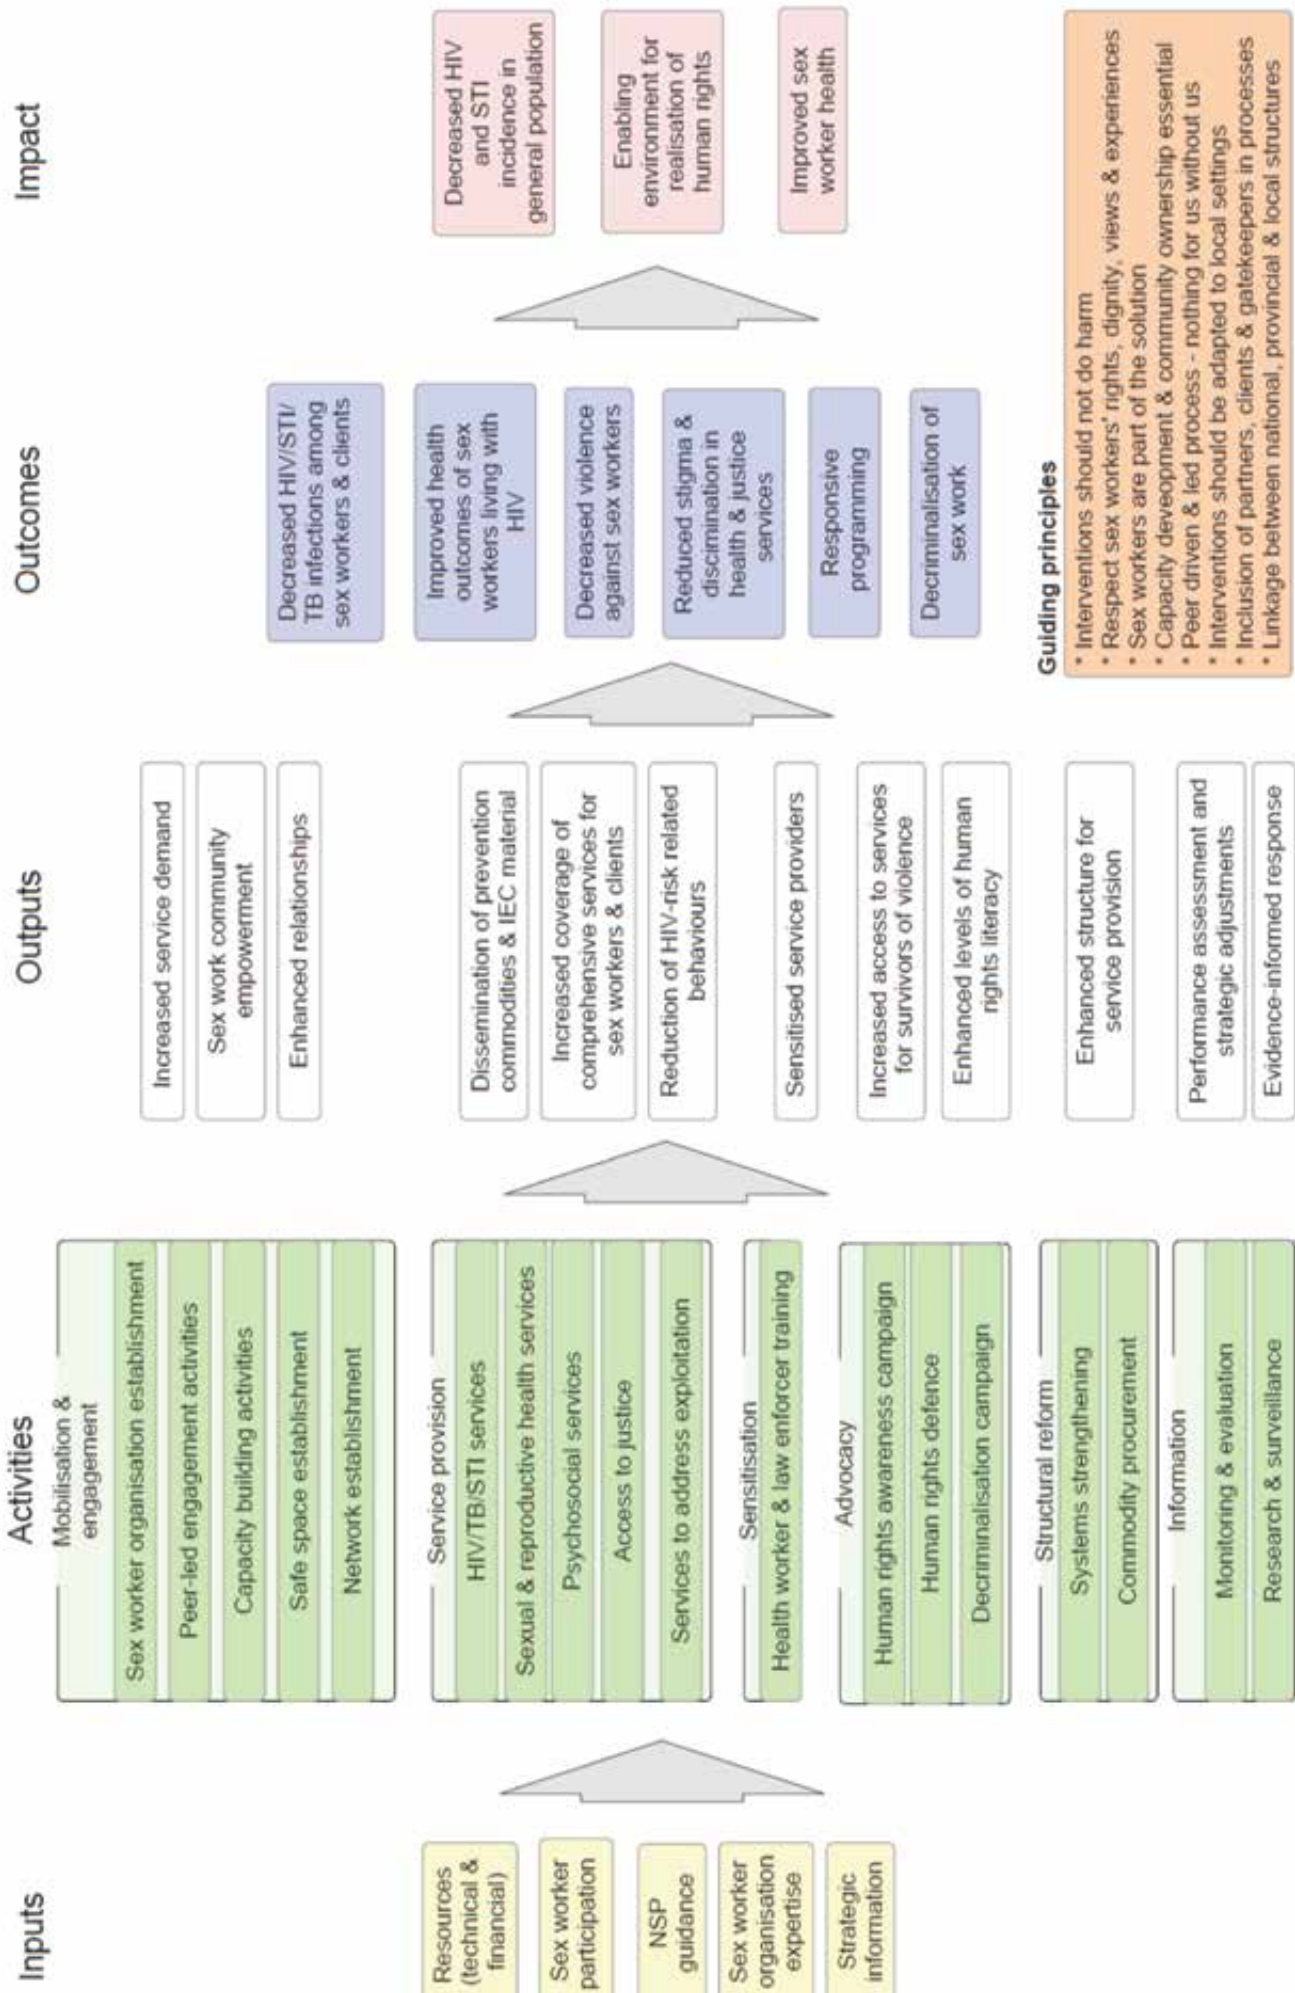 Inputs
Resources
(technical &
financial)
Sex worker
participation
NSP
guidance
Sex worker
organisation
expertise
Strategic
information
Activities
Mobilisation &
engagement
Sex worker organisation establishment
Peer-led engagement activities
Capacity building activities
Safe space establishment
Network establishment
Service provision
HIV/TB/STI services
Sexual & reproductive health services
Psychosocial services
Access to justice
Services to address exploitation
Sensitisation
Health worker & law enforcer training
Advocacy
Human rights awareness campaign
Human rights defence
Decriminalisation campaign
Structural reform
Systems strengthening
Commodity procurement
Information
Monitoring & evaluation
Research & surveillance
Outputs
Increased service demand
Sex work community
empowerment
Enhanced relationships
Dissemination of prevention
commodities & IEC material
Increased coverage of
comprehensive services for
sex workers & clients
Reduction of HIV-risk related
behaviours
Sensitised service providers
Increased access to services
for survivors of violence
Enhanced levels of human
rights literacy
Enhanced structure for
service provision
Performance assessment and
strategic adjustments
Evidence-informed response
Outcomes
Decreased HIV/STI/
TB infections among
sex workers & clients
Improved health
outcomes of sex
workers living with
HIV
Decreased violence
against sex workers
Reduced stigma &
discimination in
health & justice
services
Responsive
programming
Decriminalisation of
sex work
Impact
Decreased HIV
and STI
incidence in
general population
Enabling
environment for
realisation of
human rights
Improved sex
worker health
Guiding principles
* Interventions should not do harm
* Respect sex workers' rights, dignity, views & experiences
* Sex workers are part of the solution
* Capacity deveopment & community ownership essential
* Peer driven & led process - nothing for us without us
* Interventions should be adapted to local settings
* Inclusion of partners, clients & gatekeepers in processes
* Linkage between national, provincial & local structures